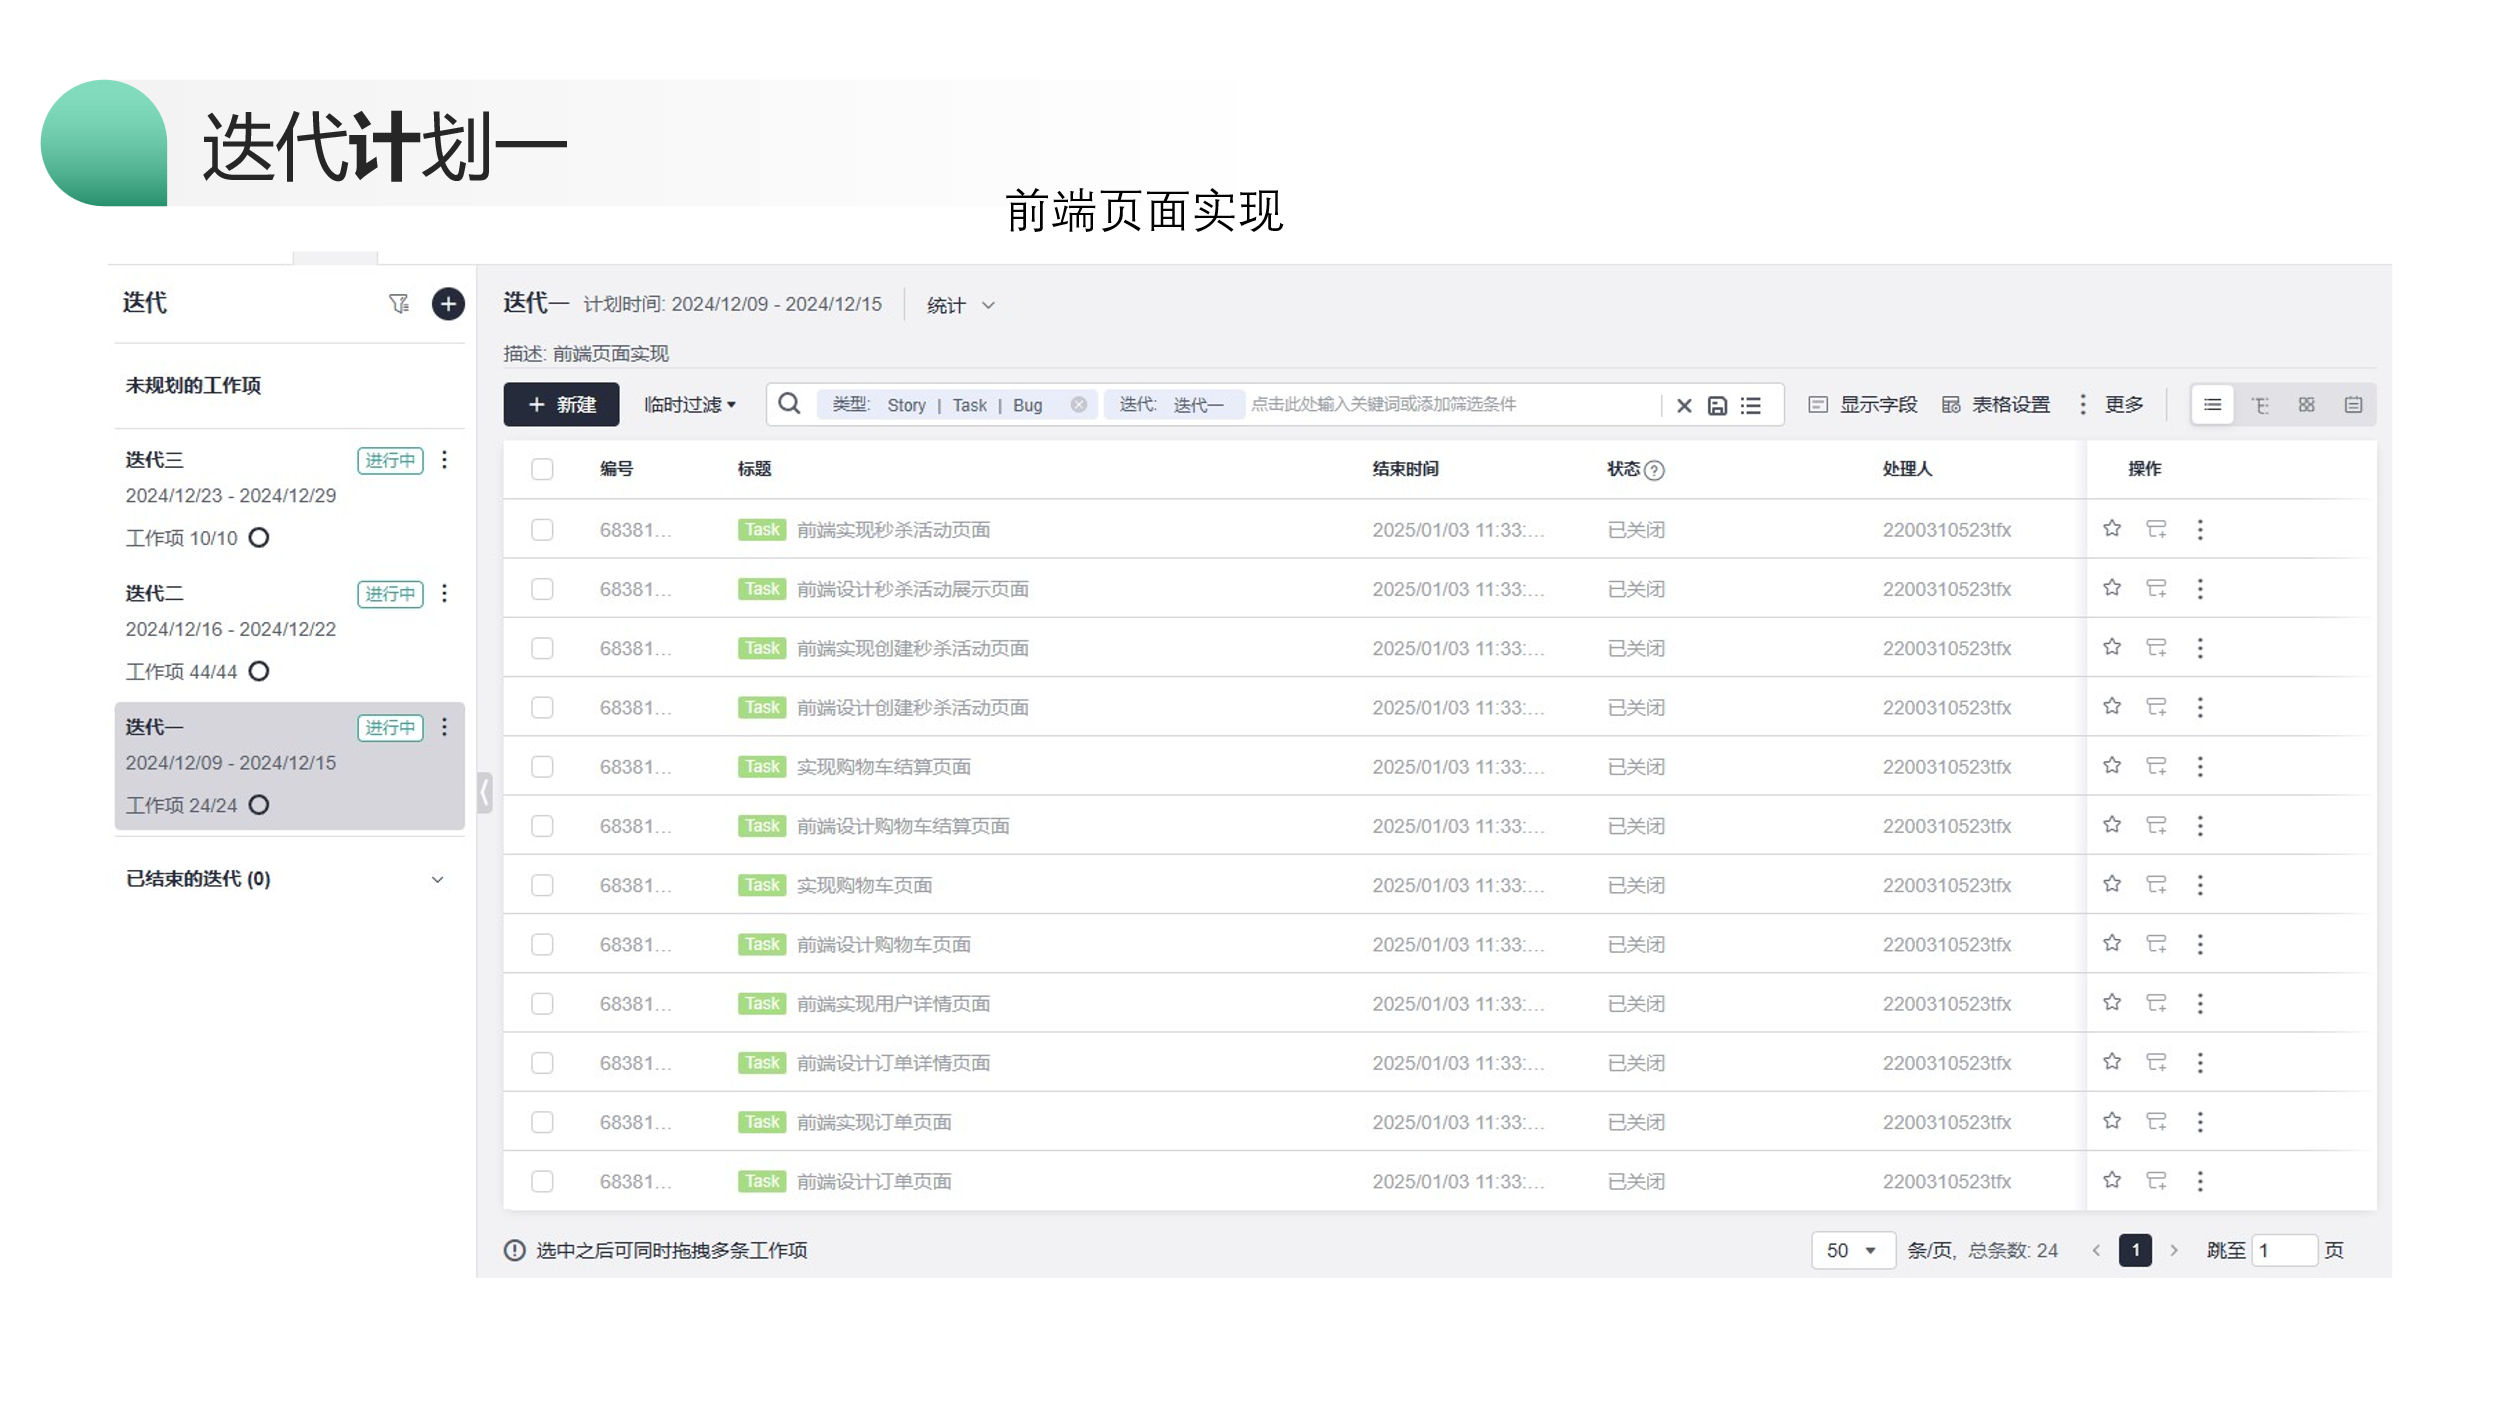 迭代计划一
前端页面实现
迭代
未规划的工作项
迭代三 进行中
2024/12/23 - 2024/12/29
工作项 10/10
迭代二 进行中
2024/12/16 - 2024/12/22
工作项 44/44
迭代一 进行中
2024/12/09 - 2024/12/15
工作项 24/24
已结束的迭代 (0)
迭代一 计划时间: 2024/12/09 - 2024/12/15 统计
描述: 前端页面实现
新建 临时过滤 类型: Story | Task | Bug 迭代: 迭代一 点击此处输入关键词或添加筛选条件 显示字段 表格设置 更多
编号 标题 结束时间 状态 处理人 操作
68381... Task 前端实现秒杀活动页面 2025/01/03 11:33:... 已关闭 2200310523tfx
68381... Task 前端设计秒杀活动展示页面 2025/01/03 11:33:... 已关闭 2200310523tfx
68381... Task 前端实现创建秒杀活动页面 2025/01/03 11:33:... 已关闭 2200310523tfx
68381... Task 前端设计创建秒杀活动页面 2025/01/03 11:33:... 已关闭 2200310523tfx
68381... Task 实现购物车结算页面 2025/01/03 11:33:... 已关闭 2200310523tfx
68381... Task 前端设计购物车结算页面 2025/01/03 11:33:... 已关闭 2200310523tfx
68381... Task 实现购物车页面 2025/01/03 11:33:... 已关闭 2200310523tfx
68381... Task 前端设计购物车页面 2025/01/03 11:33:... 已关闭 2200310523tfx
68381... Task 前端实现用户详情页面 2025/01/03 11:33:... 已关闭 2200310523tfx
68381... Task 前端设计订单详情页面 2025/01/03 11:33:... 已关闭 2200310523tfx
68381... Task 前端实现订单页面 2025/01/03 11:33:... 已关闭 2200310523tfx
68381... Task 前端设计订单页面 2025/01/03 11:33:... 已关闭 2200310523tfx
选中之后可同时拖拽多条工作项 50 条/页, 总条数: 24 < 1 > 跳至 1 页